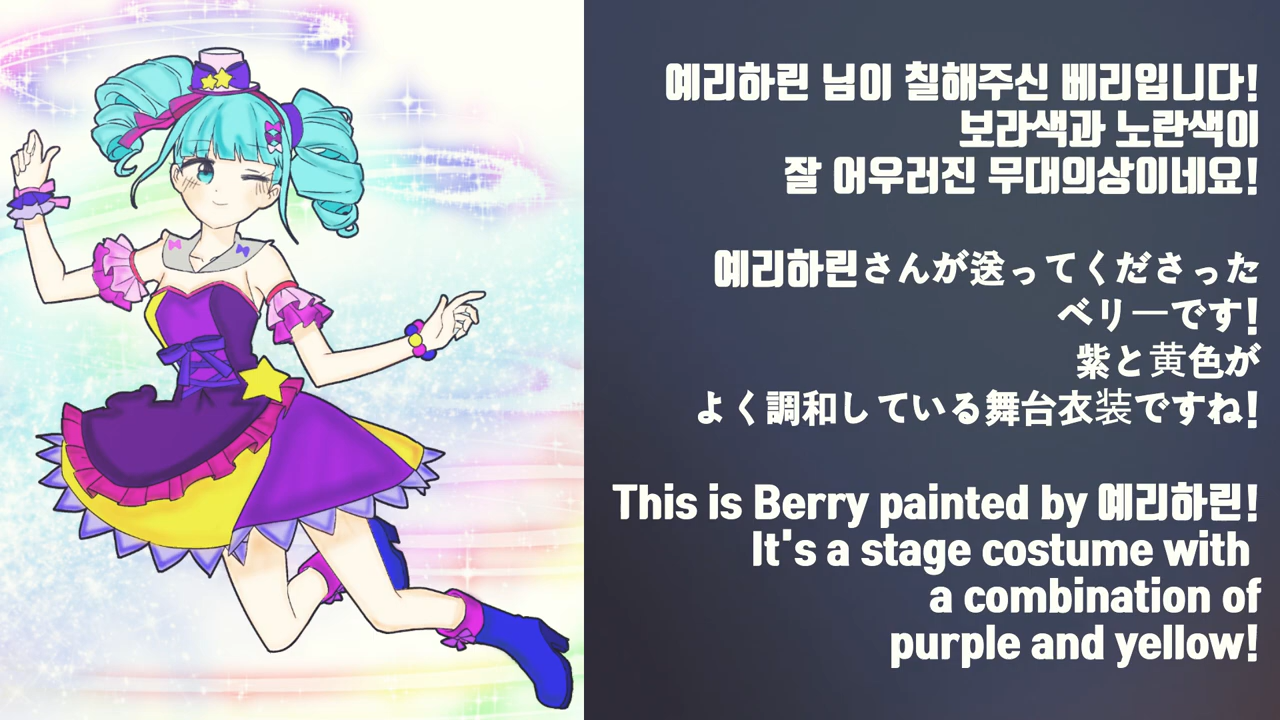 예리하린 님이 칠해주신 베리입니다!
보라색과 노란색이
잘 어우러진 무대의상이네요!
예리하린さんが送ってくださった
ベリーです!
紫と黄色が
よく調和している舞台衣装ですね!
This is Berry painted by 예리하린!
It's a stage costume with
a combination of
purple and yellow!